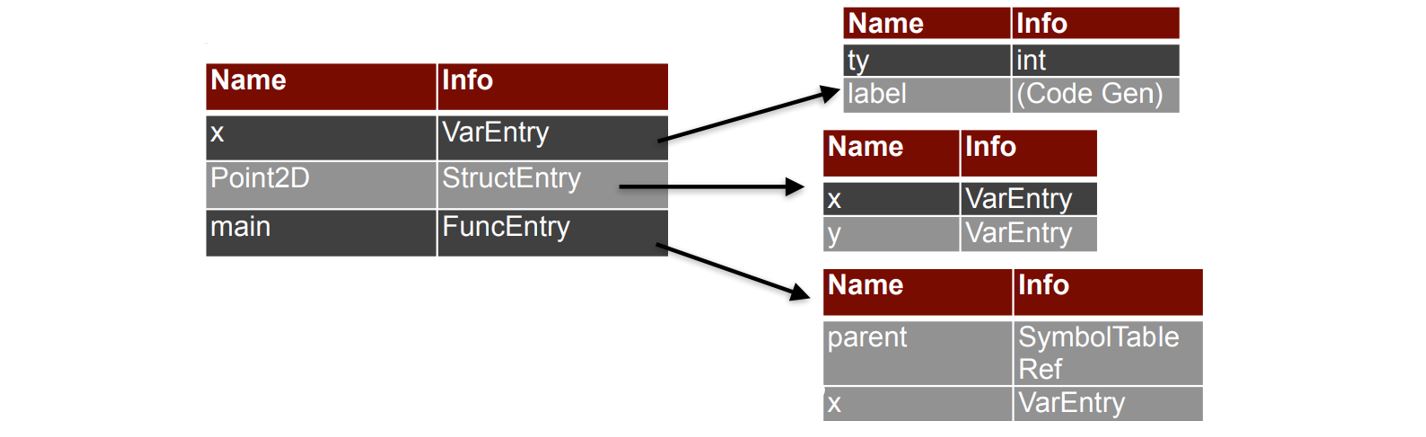 Name Info
x VarEntry
Point2D StructEntry
main FuncEntry
Name Info
ty int
label (Code Gen)
Name Info
x VarEntry
y VarEntry
Name Info
parent SymbolTable
Ref
x VarEntry